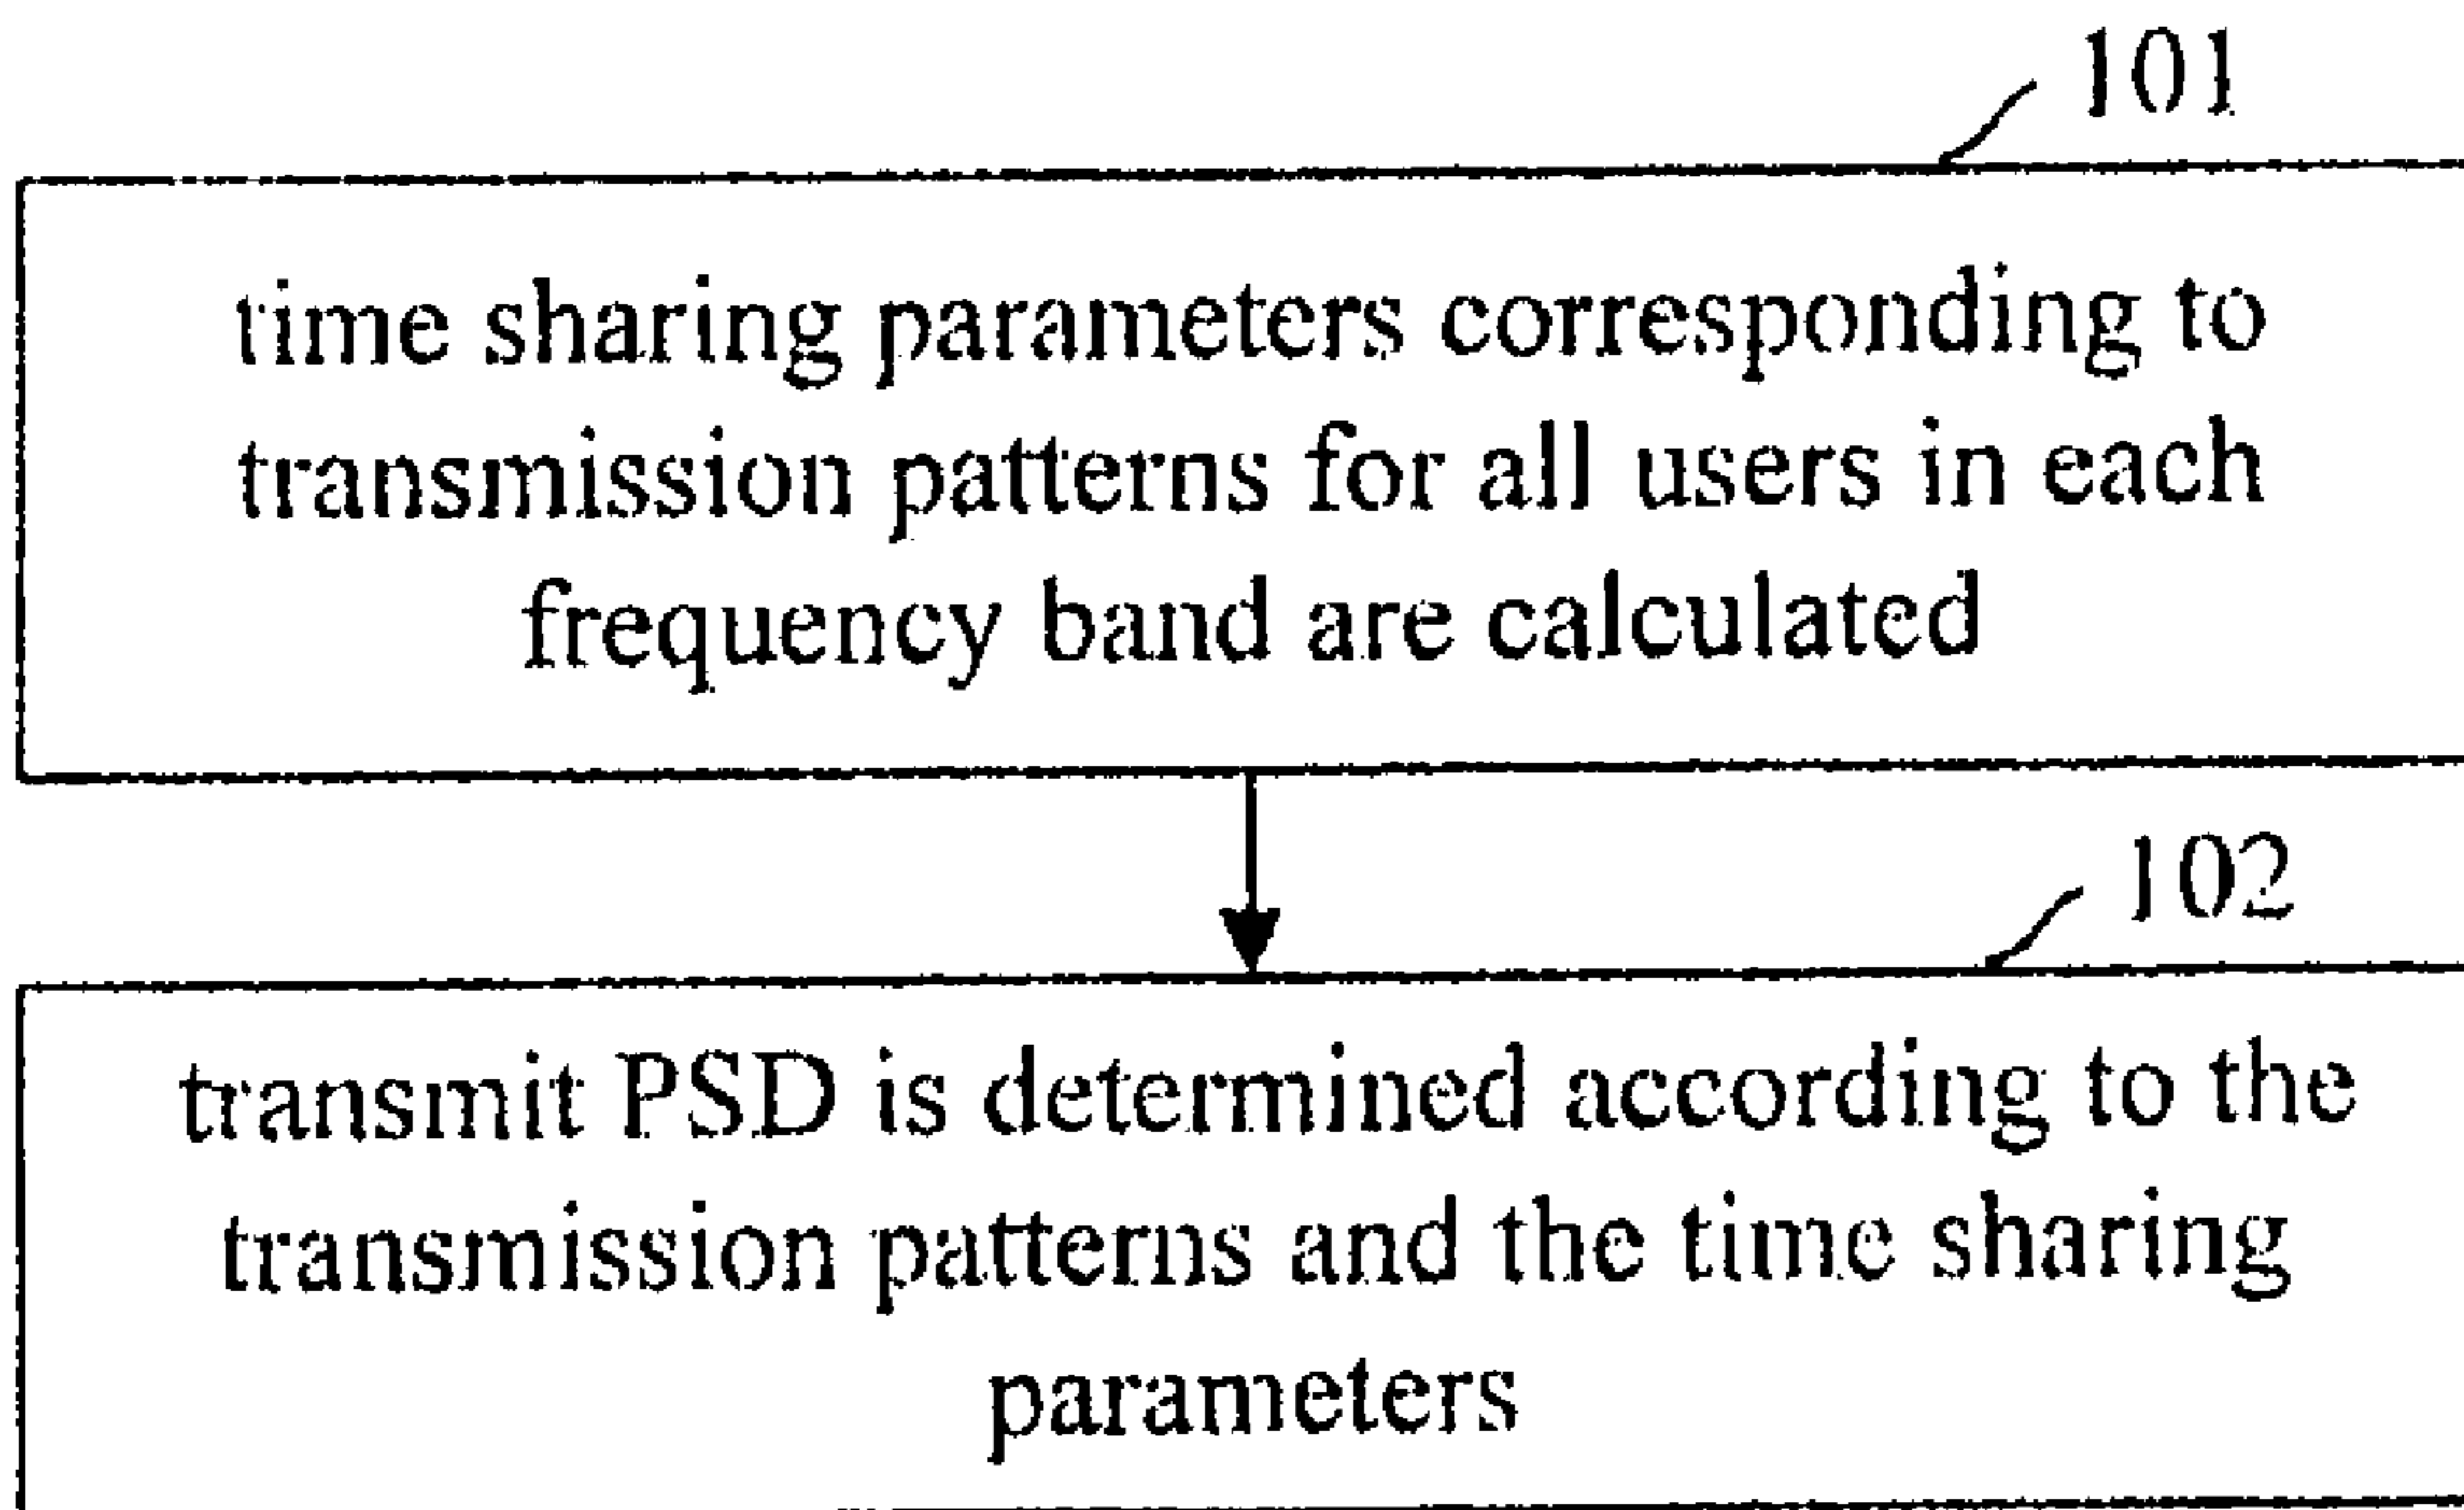 101
time sharing parameters corresponding to
transmission patterns for all users in each
frequency band are calculated
102
transmit PSD is determined according to the
transmission patterns and the time sharing
parameters